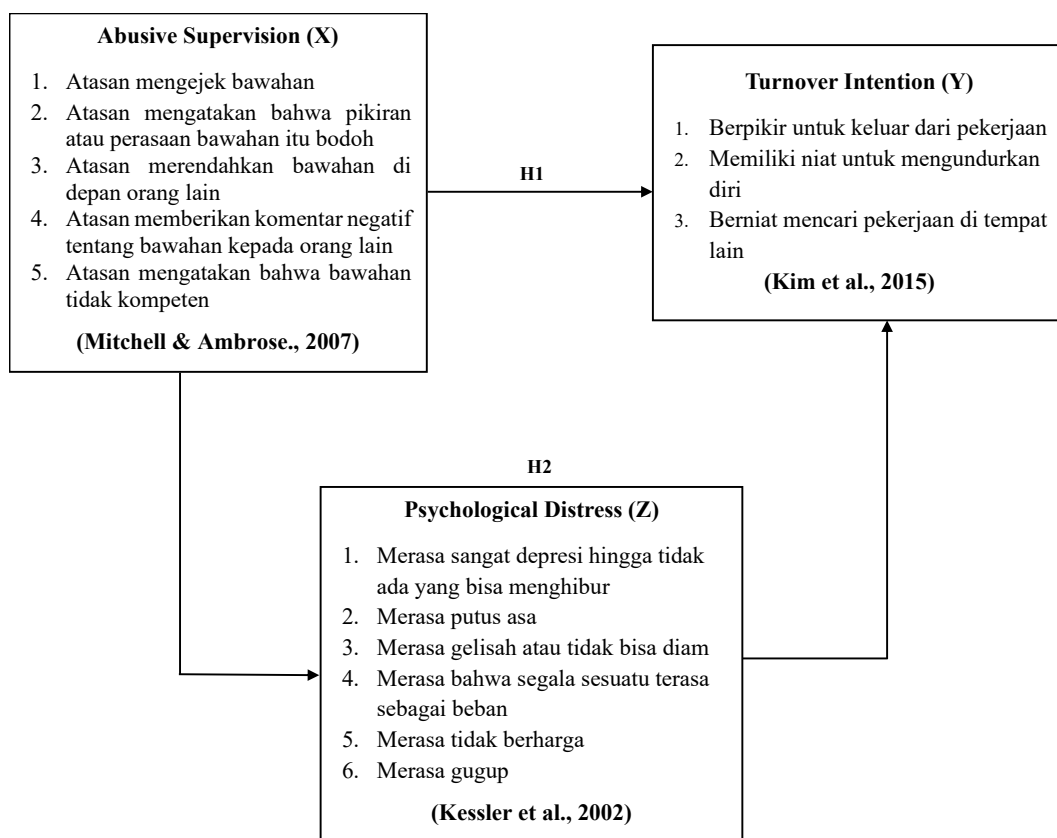 Abusive Supervision (X)
1. Atasan mengejek bawahan
2. Atasan mengatakan bahwa pikiran
atau perasaan bawahan itu bodoh
3. Atasan merendahkan bawahan di
depan orang lain
4. Atasan memberikan komentar negatif
tentang bawahan kepada orang lain
5. Atasan mengatakan bahwa bawahan
tidak kompeten
(Mitchell & Ambrose., 2007)
H1
Turnover Intention (Y)
1. Berpikir untuk keluar dari pekerjaan
2. Memiliki niat untuk mengundurkan
diri
3. Berniat mencari pekerjaan di tempat
lain
(Kim et al., 2015)
H2
Psychological Distress (Z)
1. Merasa sangat depresi hingga tidak
ada yang bisa menghibur
2. Merasa putus asa
3. Merasa gelisah atau tidak bisa diam
4. Merasa bahwa segala sesuatu terasa
sebagai beban
5. Merasa tidak berharga
6. Merasa gugup
(Kessler et al., 2002)